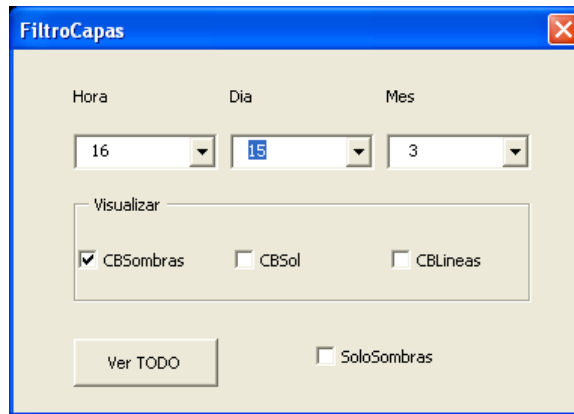 FiltroCapas
Hora Dia Mes
16 15 3
Visualizar
CBSombras CBSol CBLineas
Ver TODO SoloSombras